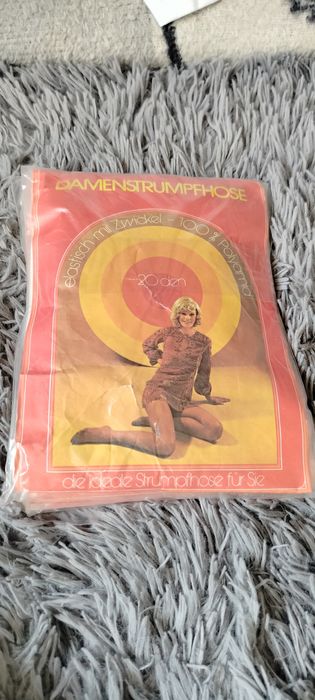 DAMENSTRUMPFHOSE
elastisch mit Zwickel - 100% Polyamid
20 den
die ideale Strumpfhose für Sie